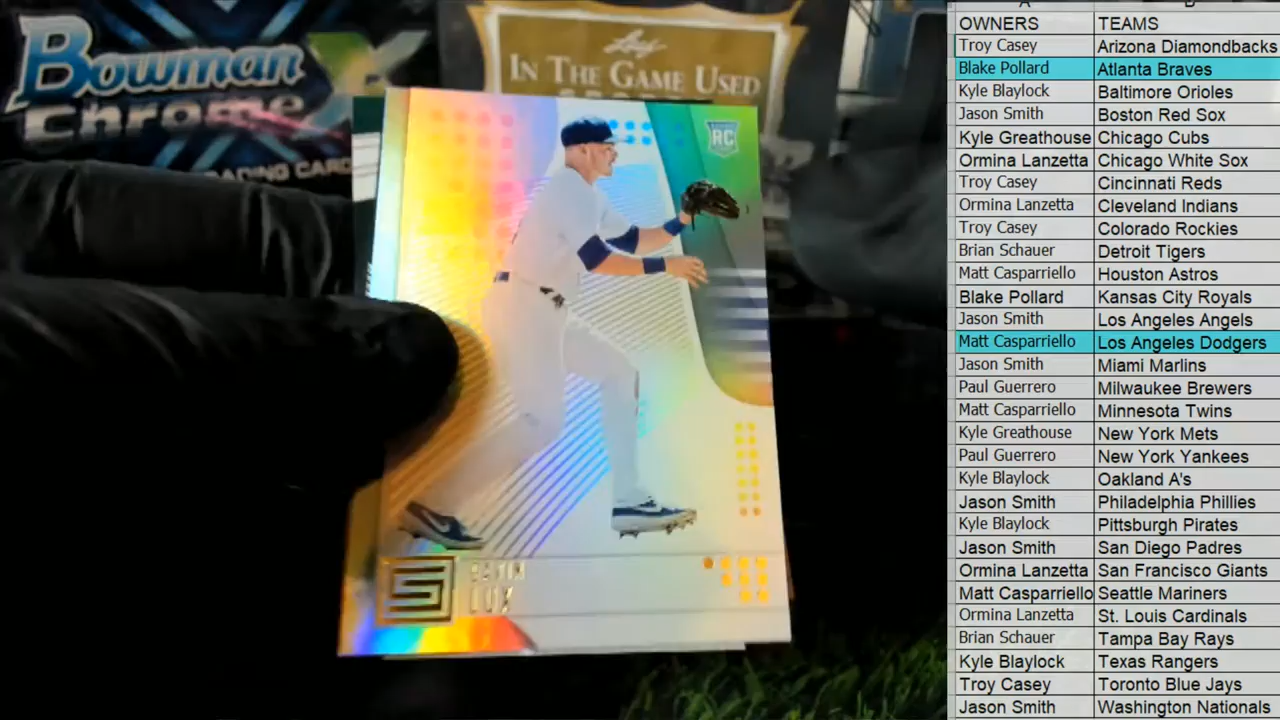 Bowman
Chrome X
TRADING CARD
Leaf
IN THE GAME USED
RC
LUX
OWNERS TEAMS
Troy Casey Arizona Diamondbacks
Blake Pollard Atlanta Braves
Kyle Blaylock Baltimore Orioles
Jason Smith Boston Red Sox
Kyle Greathouse Chicago Cubs
Ormina Lanzetta Chicago White Sox
Troy Casey Cincinnati Reds
Ormina Lanzetta Cleveland Indians
Troy Casey Colorado Rockies
Brian Schauer Detroit Tigers
Matt Casparriello Houston Astros
Blake Pollard Kansas City Royals
Jason Smith Los Angeles Angels
Matt Casparriello Los Angeles Dodgers
Jason Smith Miami Marlins
Paul Guerrero Milwaukee Brewers
Matt Casparriello Minnesota Twins
Kyle Greathouse New York Mets
Paul Guerrero New York Yankees
Kyle Blaylock Oakland A's
Jason Smith Philadelphia Phillies
Kyle Blaylock Pittsburgh Pirates
Jason Smith San Diego Padres
Ormina Lanzetta San Francisco Giants
Matt Casparriello Seattle Mariners
Ormina Lanzetta St. Louis Cardinals
Brian Schauer Tampa Bay Rays
Kyle Blaylock Texas Rangers
Troy Casey Toronto Blue Jays
Jason Smith Washington Nationals